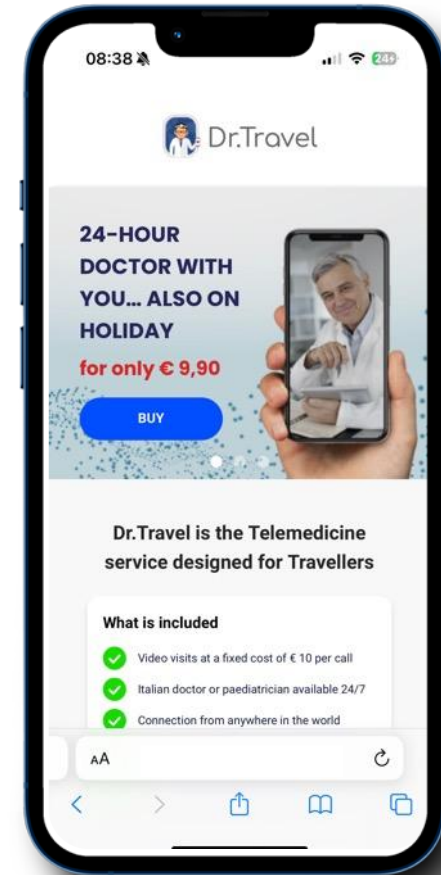 08:38
24
Dr.Travel
24-HOUR
DOCTOR WITH
YOU... ALSO ON
HOLIDAY
for only € 9,90
BUY
Dr.Travel is the Telemedicine
service designed for Travellers
What is included
Video visits at a fixed cost of € 10 per call
Italian doctor or paediatrician available 24/7
Connection from anywhere in the world
AA